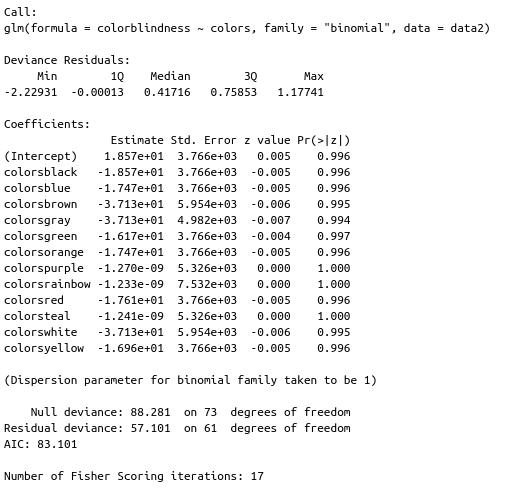 Call:
glm(formula = colorblindness ~ colors, family = "binomial", data = data2)
Deviance Residuals:
Min 1Q Median 3Q Max
-2.22931 -0.00013 0.41716 0.75853 1.17741
Coefficients:
Estimate Std. Error z value Pr(>|z|)
(Intercept) 1.857e+01 3.766e+03 0.005 0.996
colorsblack -1.857e+01 3.766e+03 -0.005 0.996
colorsblue -1.747e+01 3.766e+03 -0.005 0.996
colorsbrown -3.713e+01 5.954e+03 -0.006 0.995
colorsgray -3.713e+01 4.982e+03 -0.007 0.994
colorsgreen -1.617e+01 3.766e+03 -0.004 0.997
colorsorange -1.747e+01 3.766e+03 -0.005 0.996
colorspurple -1.270e-09 5.326e+03 0.000 1.000
colorsrainbow -1.233e-09 7.532e+03 0.000 1.000
colorsred -1.761e+01 3.766e+03 -0.005 0.996
colorsteal -1.241e-09 5.326e+03 0.000 1.000
colorswhite -3.713e+01 5.954e+03 -0.006 0.995
colorsyellow -1.696e+01 3.766e+03 -0.005 0.996
(Dispersion parameter for binomial family taken to be 1)
Null deviance: 88.281 on 73 degrees of freedom
Residual deviance: 57.101 on 61 degrees of freedom
AIC: 83.101
Number of Fisher Scoring iterations: 17